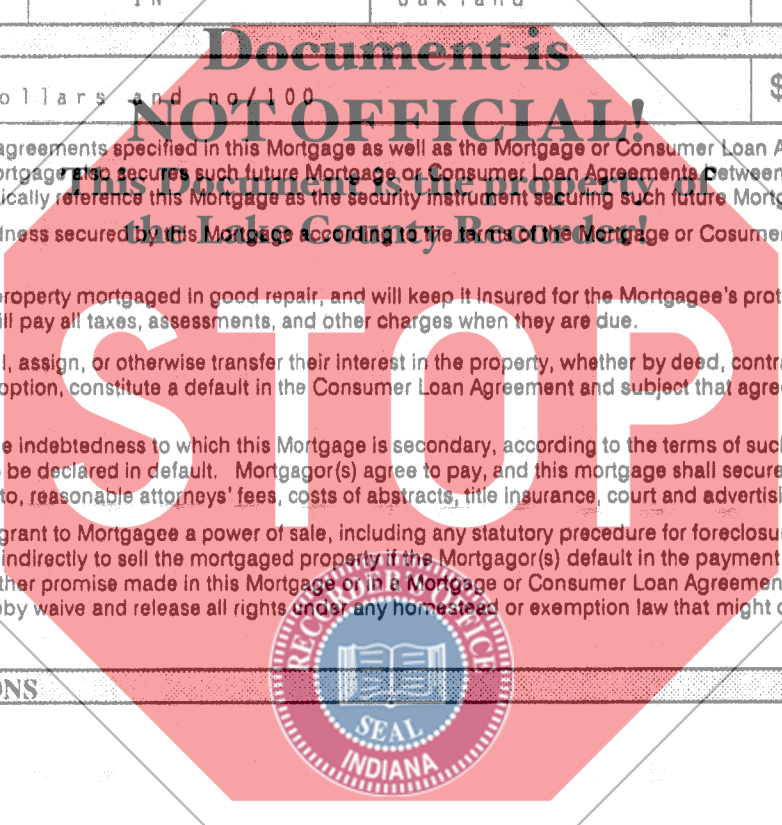 IN Oakland
Document is
ollars and no/100 $
NOT OFFICIAL!
agreements specified in this Mortgage as well as the Mortgage or Consumer Loan A
ortgage also secures such future Mortgage or Consumer Loan Agreements between
This Document is the property of
ically reference this Mortgage as the security instrument securing such future Mortg
the Lake County Recorder!
ness secured by this Mortgage according to the terms of the Mortgage or Cosumer
property mortgaged in good repair, and will keep it insured for the Mortgagee's prot
ill pay all taxes, assessments, and other charges when they are due.
l, assign, or otherwise transfer their interest in the property, whether by deed, contra
option, constitute a default in the Consumer Loan Agreement and subject that agre
STOP
e indebtedness to which this Mortgage is secondary, according to the terms of such
be declared in default. Mortgagor(s) agree to pay, and this mortgage shall secure
to, reasonable attorneys' fees, costs of abstracts, title insurance, court and advertis
grant to Mortgagee a power of sale, including any statutory precedure for foreclosu
indirectly to sell the mortgaged property if the Mortgagor(s) default in the payment
ther promise made in this Mortgage or in a Mortgage or Consumer Loan Agreemen
by waive and release all rights under any homestead or exemption law that might o
RECORDER'S OFFICE
SEAL
INDIANA
ONS